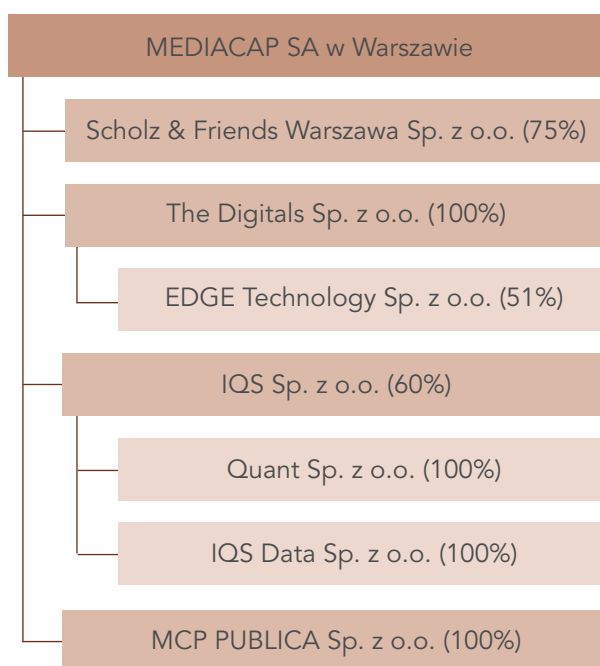 MEDIACAP SA w Warszawie
Scholz & Friends Warszawa Sp. z o.o. (75%)
The Digitals Sp. z o.o. (100%)
EDGE Technology Sp. z o.o. (51%)
IQS Sp. z o.o. (60%)
Quant Sp. z o.o. (100%)
IQS Data Sp. z o.o. (100%)
MCP PUBLICA Sp. z o.o. (100%)